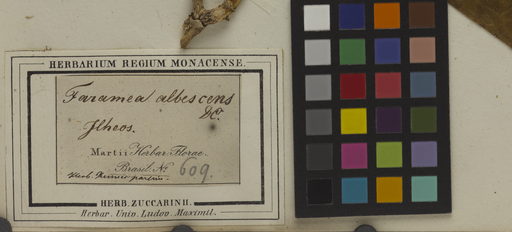 HERBARIUM REGIUM MONACENSE.
Faramea albescens
DC.
Ilheos.
Martii Herbar. Florae
Brasil. No. 609.
HERB. ZUCCARINII.
Herbar. Univ. Ludov. Maximil.